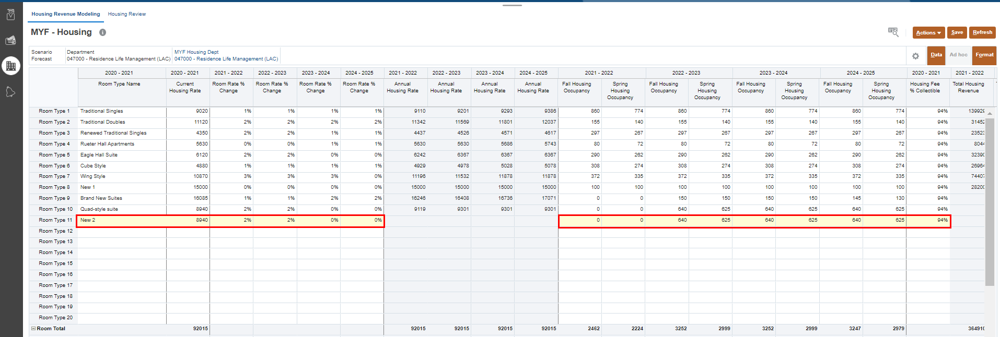 Housing Revenue Modeling Housing Review
MYF - Housing
Actions Save Refresh
Scenario Department MYF Housing Dept
Forecast 047000 - Residence Life Management (LAC) 047000 - Residence Life Management (LAC)
Data Ad hoc Format
2020 - 2021 2020 - 2021 2021 - 2022 2022 - 2023 2023 - 2024 2024 - 2025 2021 - 2022 2022 - 2023 2023 - 2024 2024 - 2025 2021 - 2022 2022 - 2023 2023 - 2024 2024 - 2025 2020 - 2021 2021 - 2022
Room Type Name Current Room Rate % Room Rate % Room Rate % Room Rate % Annual Annual Annual Annual Fall Housing Spring Fall Housing Spring Fall Housing Spring Fall Housing Spring Housing Fee Total Housing
Housing Rate Change Change Change Change Housing Rate Housing Rate Housing Rate Housing Rate Occupancy Housing Occupancy Housing Occupancy Housing Occupancy Housing % Collectible Revenue
Occupancy Occupancy Occupancy Occupancy
Room Type 1 Traditional Singles 9020 1% 1% 1% 1% 9110 9201 9293 9386 860 774 860 774 860 774 860 774 94% 139929
Room Type 2 Traditional Doubles 11120 2% 2% 2% 2% 11342 11569 11801 12037 155 140 155 140 155 140 155 140 94% 31452
Room Type 3 Renewed Traditional Singles 4350 2% 2% 1% 1% 4437 4526 4571 4617 297 267 297 267 297 267 297 267 94% 23523
Room Type 4 Rueter Hall Apartments 5630 0% 0% 1% 1% 5630 5630 5686 5743 80 72 80 72 80 72 80 72 94% 8044
Room Type 5 Eagle Hall Suite 6120 2% 2% 0% 0% 6242 6367 6367 6367 290 262 290 262 290 262 290 262 94% 32390
Room Type 6 Cube Style 4880 1% 1% 1% 1% 4929 4978 5028 5078 308 274 308 274 308 274 308 274 94% 26964
Room Type 7 Wing Style 10870 3% 3% 3% 0% 11196 11532 11878 11878 372 335 372 335 372 335 372 335 94% 74407
Room Type 8 New 1 15000 0% 0% 0% 0% 15000 15000 15000 15000 100 100 100 100 100 100 100 100 94% 28200
Room Type 9 Brand New Suites 16085 1% 1% 2% 2% 16246 16408 16736 17071 0 0 150 150 150 150 145 130 94%
Room Type 10 Quad-style suite 8940 2% 2% 0% 0% 9119 9301 9301 9301 0 0 640 625 640 625 640 625 94%
Room Type 11 New 2 8940 2% 2% 0% 0% 0 0 640 625 640 625 640 625 94%
Room Type 12
Room Type 13
Room Type 14
Room Type 15
Room Type 16
Room Type 17
Room Type 18
Room Type 19
Room Type 20
Room Total 92015 92015 92015 92015 92015 2462 2224 3252 2999 3252 2999 3247 2979 364910